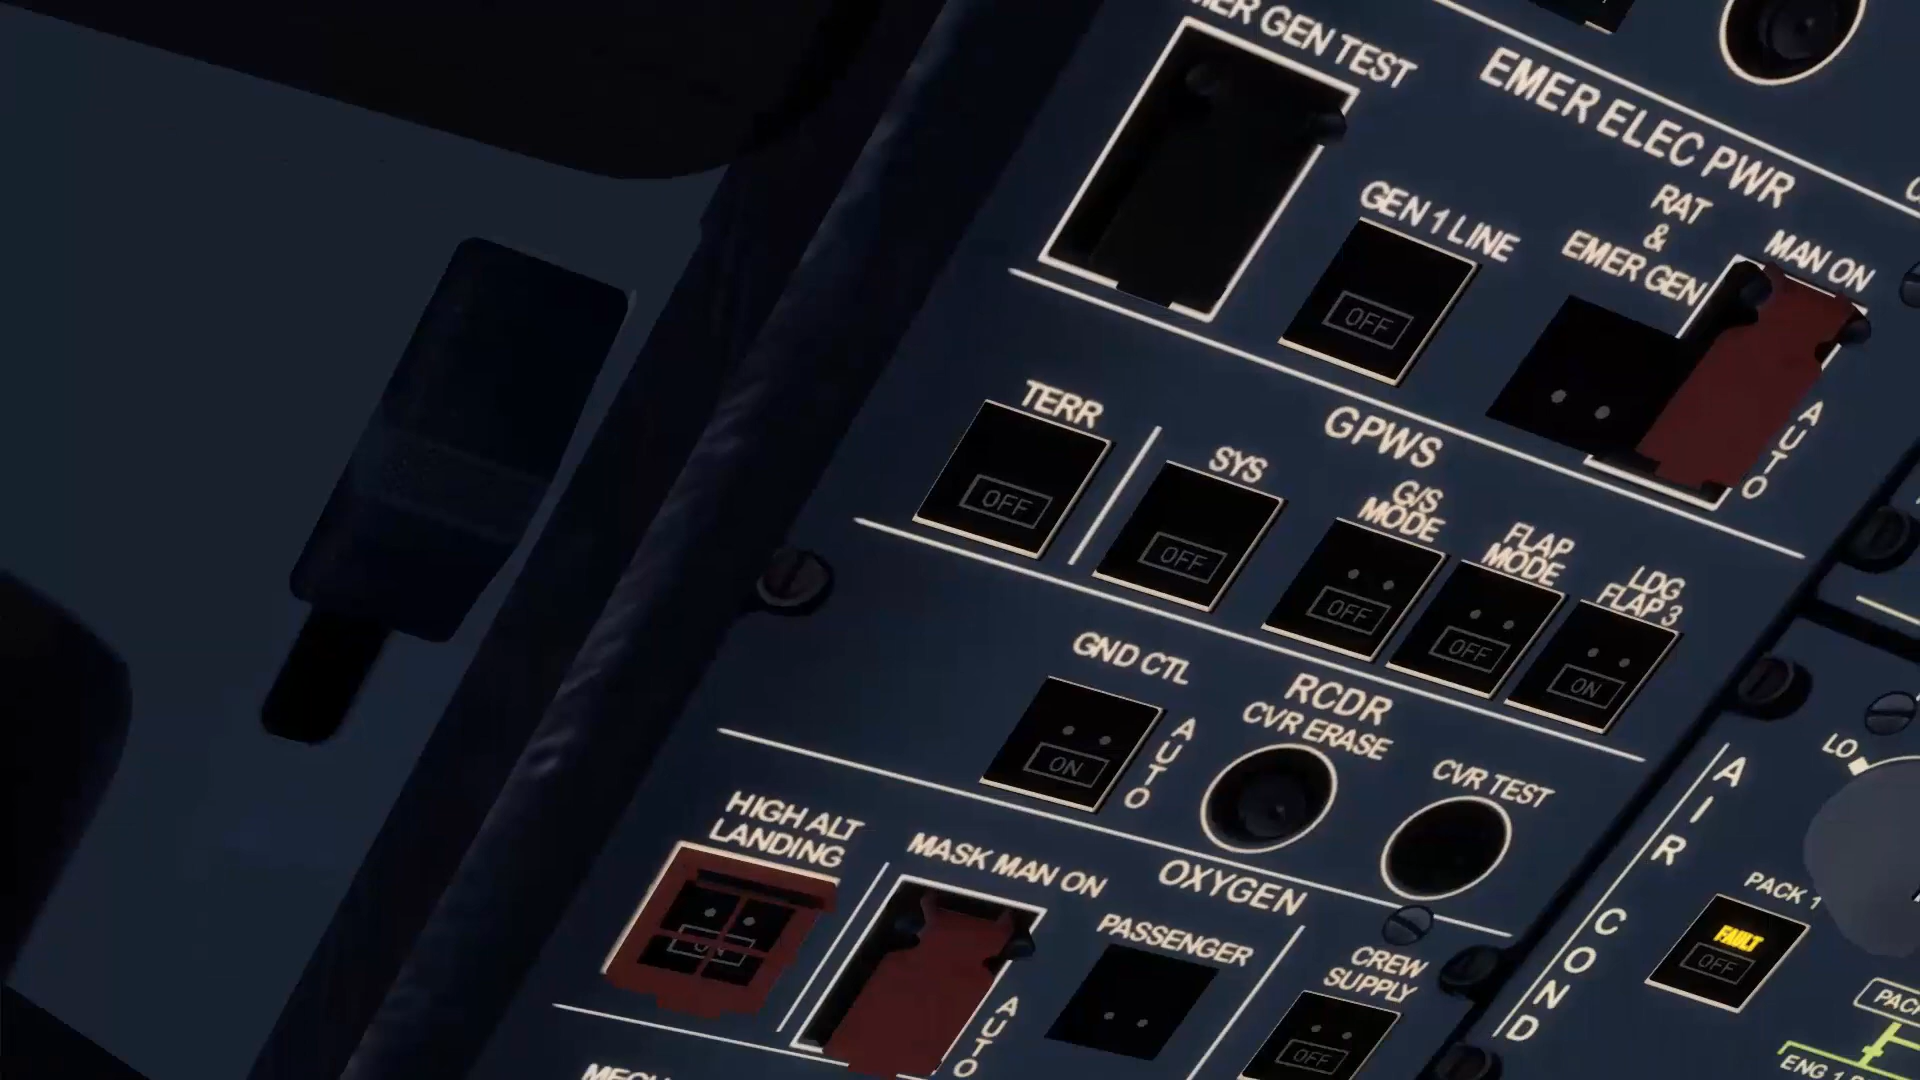 GEN TEST
EMER ELEC PWR
GEN 1 LINE
OFF
RAT
&
EMER GEN
MAN ON
AUTO
GPWS
TERR
OFF
SYS
OFF
G/S
MODE
OFF
FLAP
MODE
OFF
LDG
FLAP 3
ON
RCDR
GND CTL
ON
AUTO
CVR ERASE
CVR TEST
OXYGEN
HIGH ALT
LANDING
MASK MAN ON
AUTO
PASSENGER
CREW
SUPPLY
OFF
AIR COND
LO
PACK 1
FAULT
OFF
ENG 1